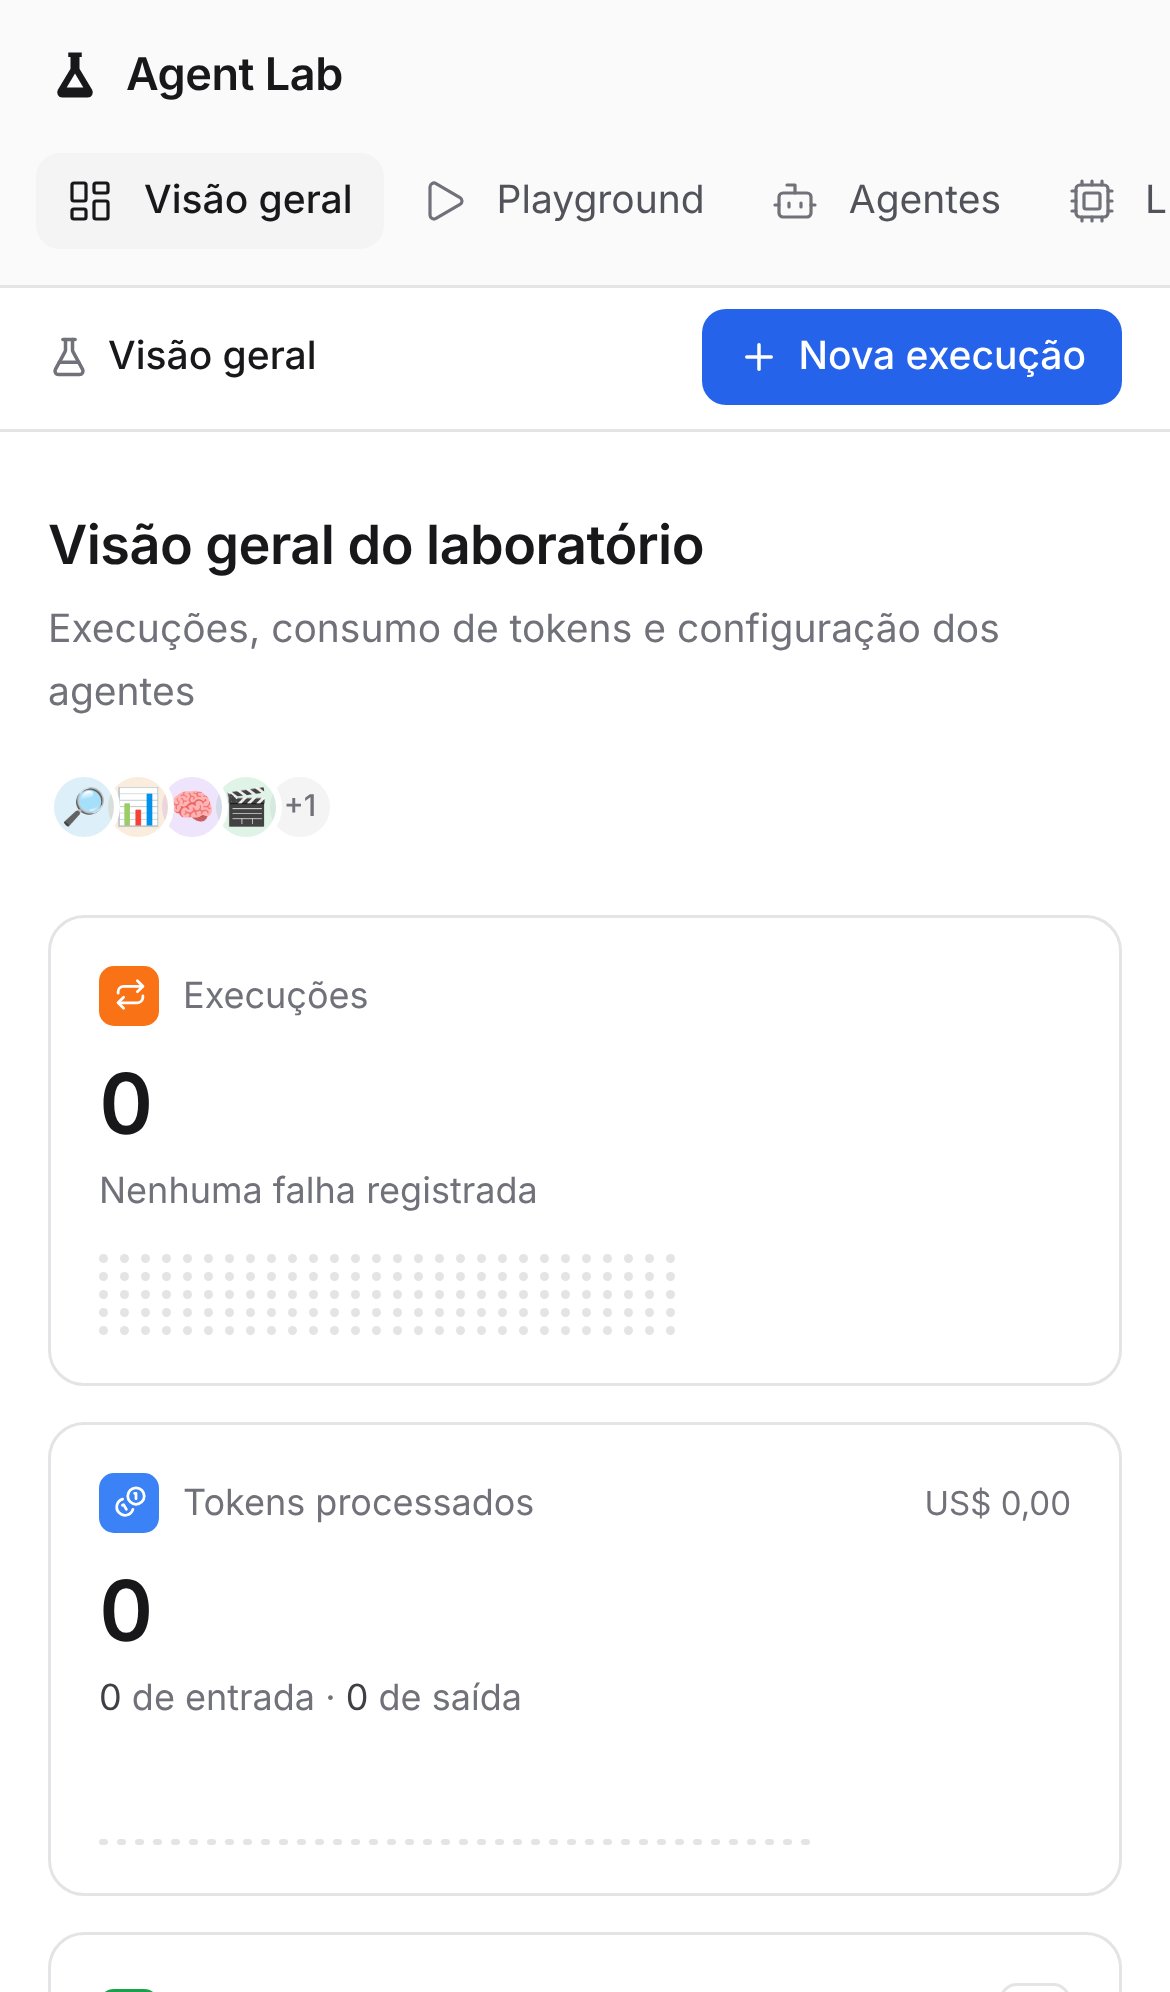 Agent Lab
Visão geral Playground Agentes L
Visão geral
Nova execução
Visão geral do laboratório
Execuções, consumo de tokens e configuração dos
agentes
+1
Execuções
0
Nenhuma falha registrada
Tokens processados US$ 0,00
0
0 de entrada · 0 de saída